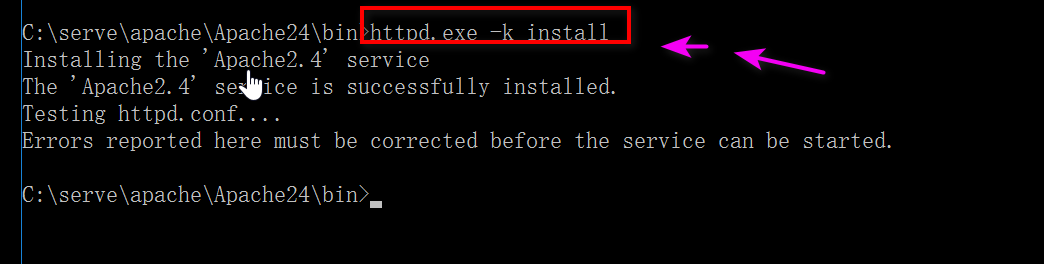 C:\serve\apache\Apache24\bin>httpd.exe -k install
Installing the 'Apache2.4' service
The 'Apache2.4' service is successfully installed.
Testing httpd.conf....
Errors reported here must be corrected before the service can be started.
C:\serve\apache\Apache24\bin>